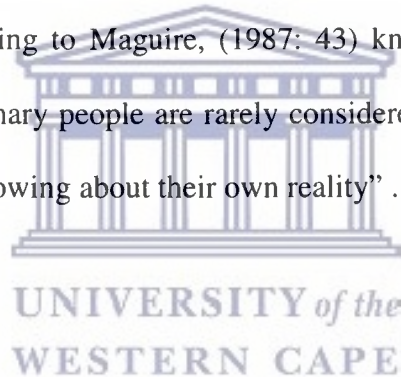 ing to Maguire, (1987: 43) kn
nary people are rarely considere
owing about their own reality” .
UNIVERSITY of the
WESTERN CAPE